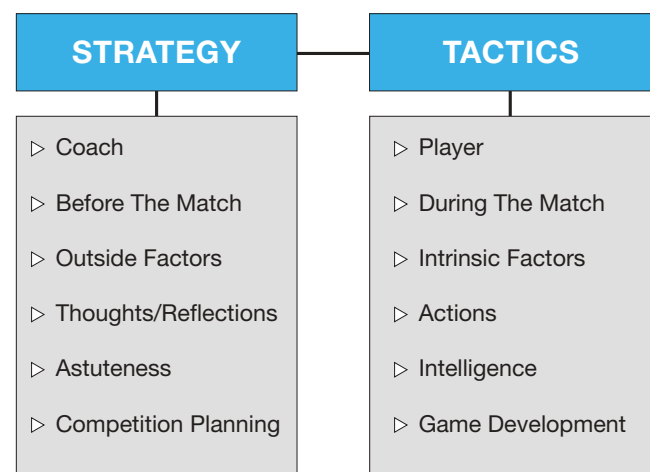 STRATEGY
Coach
Before The Match
Outside Factors
Thoughts/Reflections
Astuteness
Competition Planning
TACTICS
Player
During The Match
Intrinsic Factors
Actions
Intelligence
Game Development